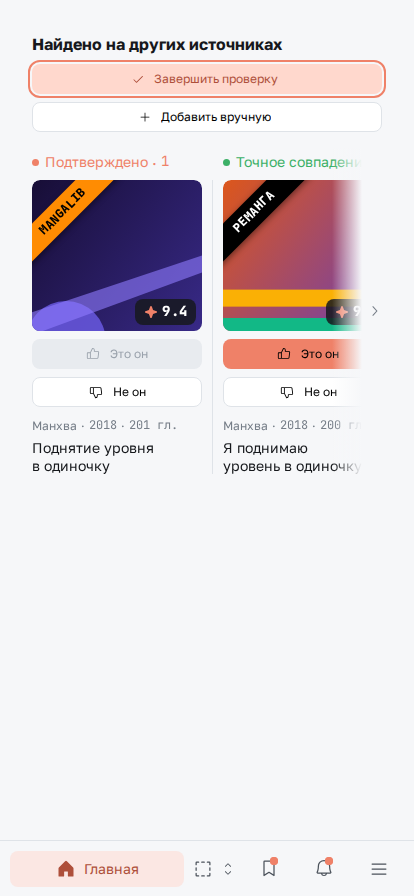 Найдено на других источниках
Завершить проверку
Добавить вручную
Подтверждено · 1
Точное совпадени
MANGALIB
РЕМАНГА
9.4
9
Это он
Это он
Не он
Не он
Манхва · 2018 · 201 гл.
Манхва · 2018 · 200 гл
Поднятие уровня
в одиночку
Я поднимаю
уровень в одиночку
Главная